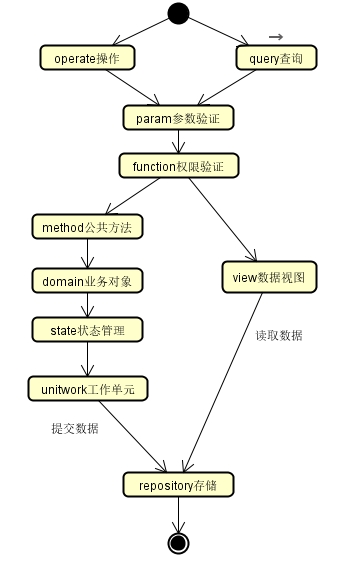 operate操作
query查询
param参数验证
function权限验证
method公共方法
domain业务对象
view数据视图
state状态管理
读取数据
unitwork工作单元
提交数据
repository存储